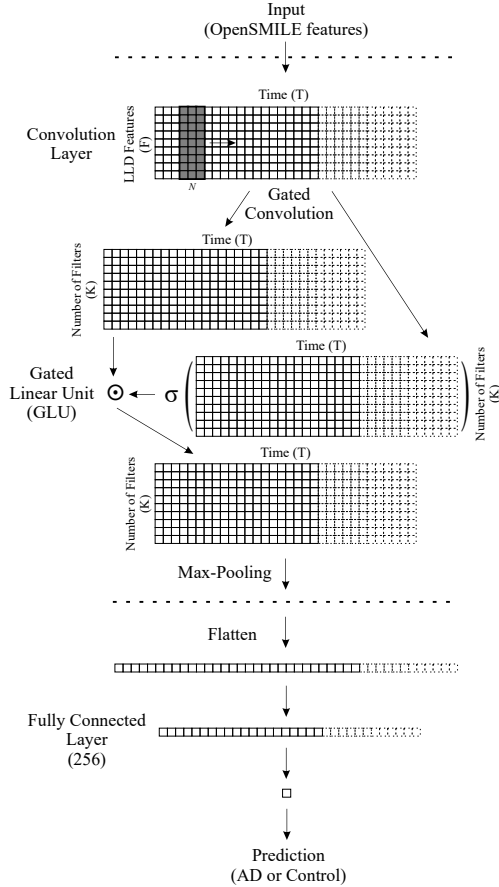 Input
(OpenSMILE features)
Time (T)
Convolution
Layer
LLD Features
(F)
N
Gated
Convolution
Time (T)
Number of Filters
(K)
Time (T)
Gated
Linear Unit
(GLU)
σ
Number of Filters
(K)
Time (T)
Number of Filters
(K)
Max-Pooling
Flatten
Fully Connected
Layer
(256)
Prediction
(AD or Control)